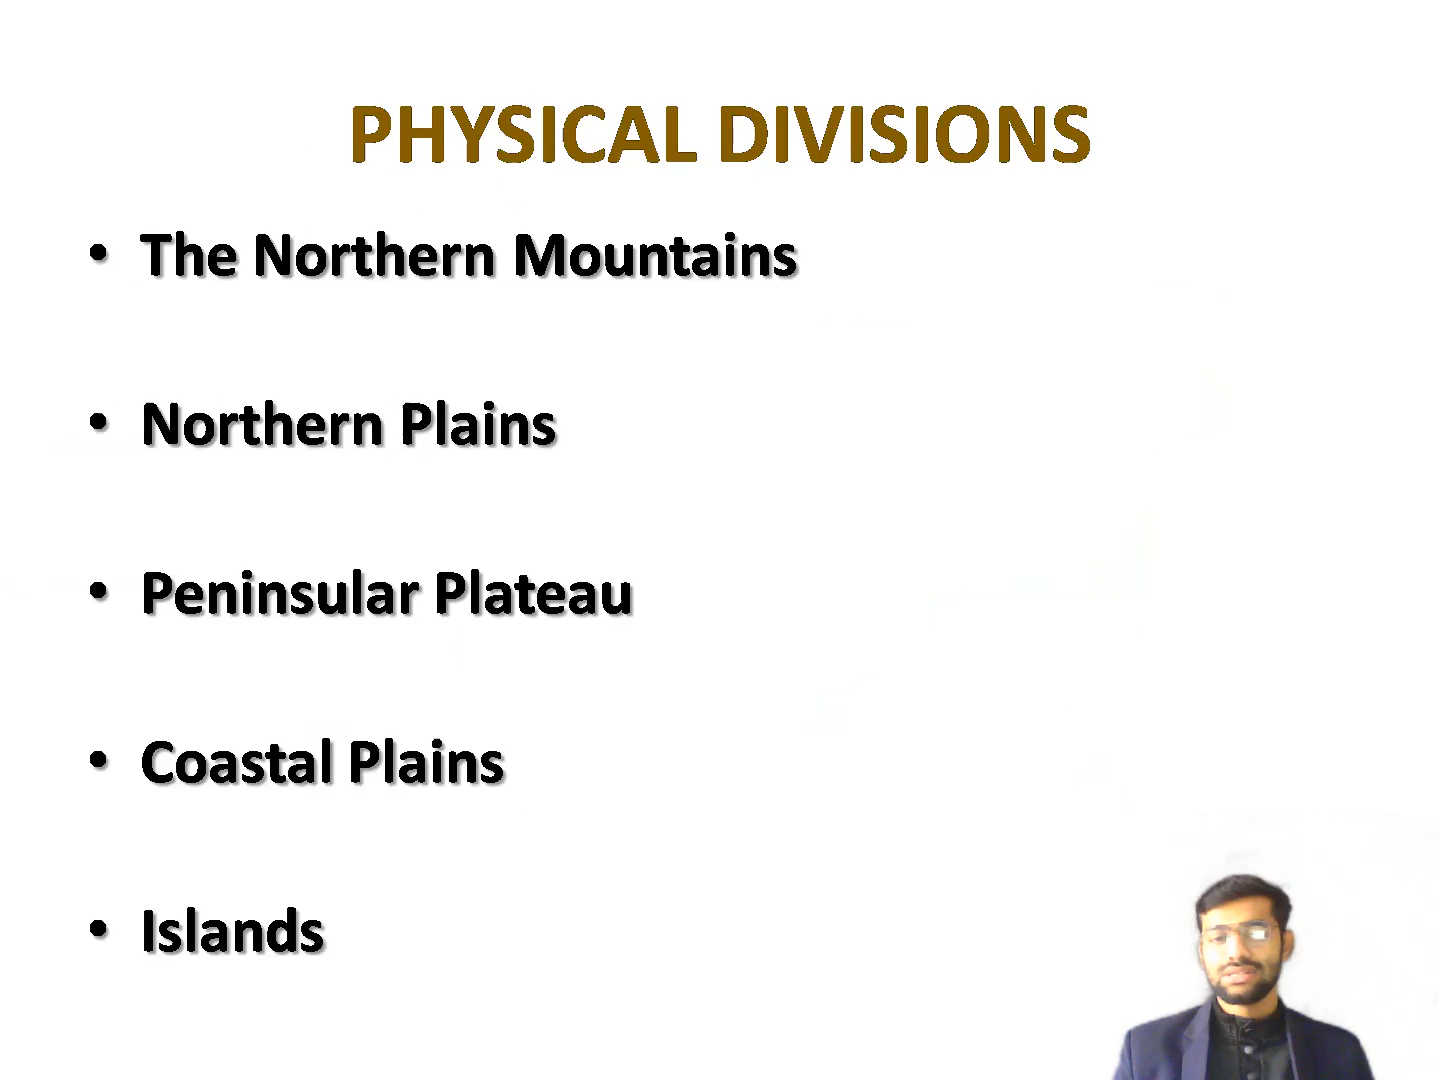 PHYSICAL DIVISIONS
• The Northern Mountains
• Northern Plains
• Peninsular Plateau
• Coastal Plains
• Islands